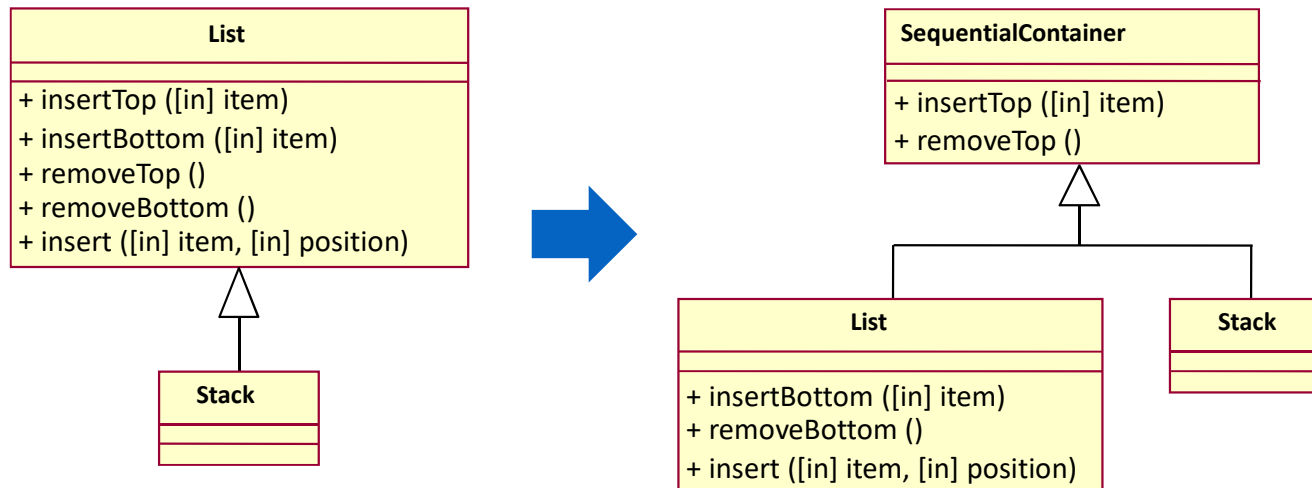 List
+ insertTop ([in] item)
+ insertBottom ([in] item)
+ removeTop ()
+ removeBottom ()
+ insert ([in] item, [in] position)
Stack
SequentialContainer
+ insertTop ([in] item)
+ removeTop ()
List
+ insertBottom ([in] item)
+ removeBottom ()
+ insert ([in] item, [in] position)
Stack